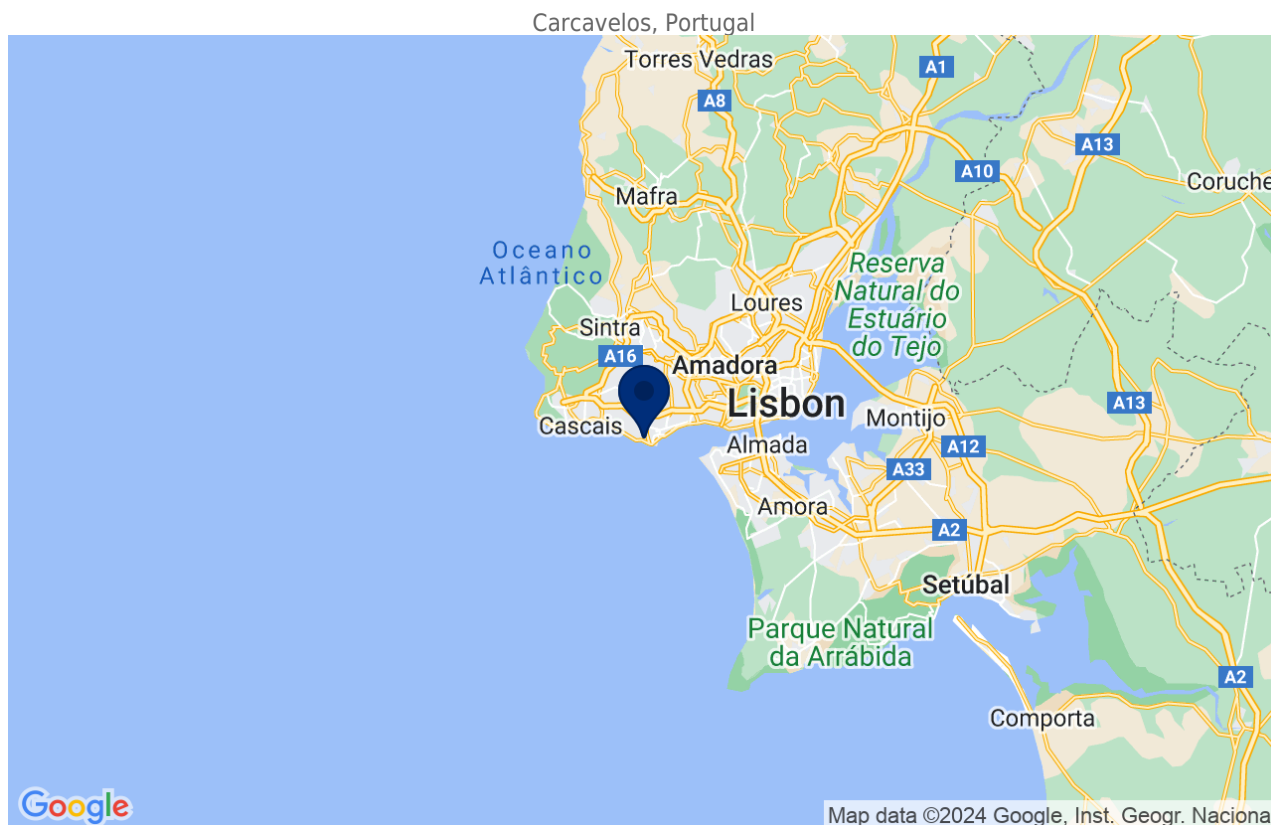 Carcavelos, Portugal
Torres Vedras
A1
A8
A13
A10
Coruche
Mafra
Oceano
Atlântico
Reserva
Natural do
Estuário
do Tejo
Loures
Sintra
A16
Amadora
Lisbon
A13
Montijo
Cascais
Almada
A12
A33
Amora
A2
Setúbal
Parque Natural
da Arrábida
A2
Comporta
Google
Map data ©2024 Google, Inst. Geogr. Naciona